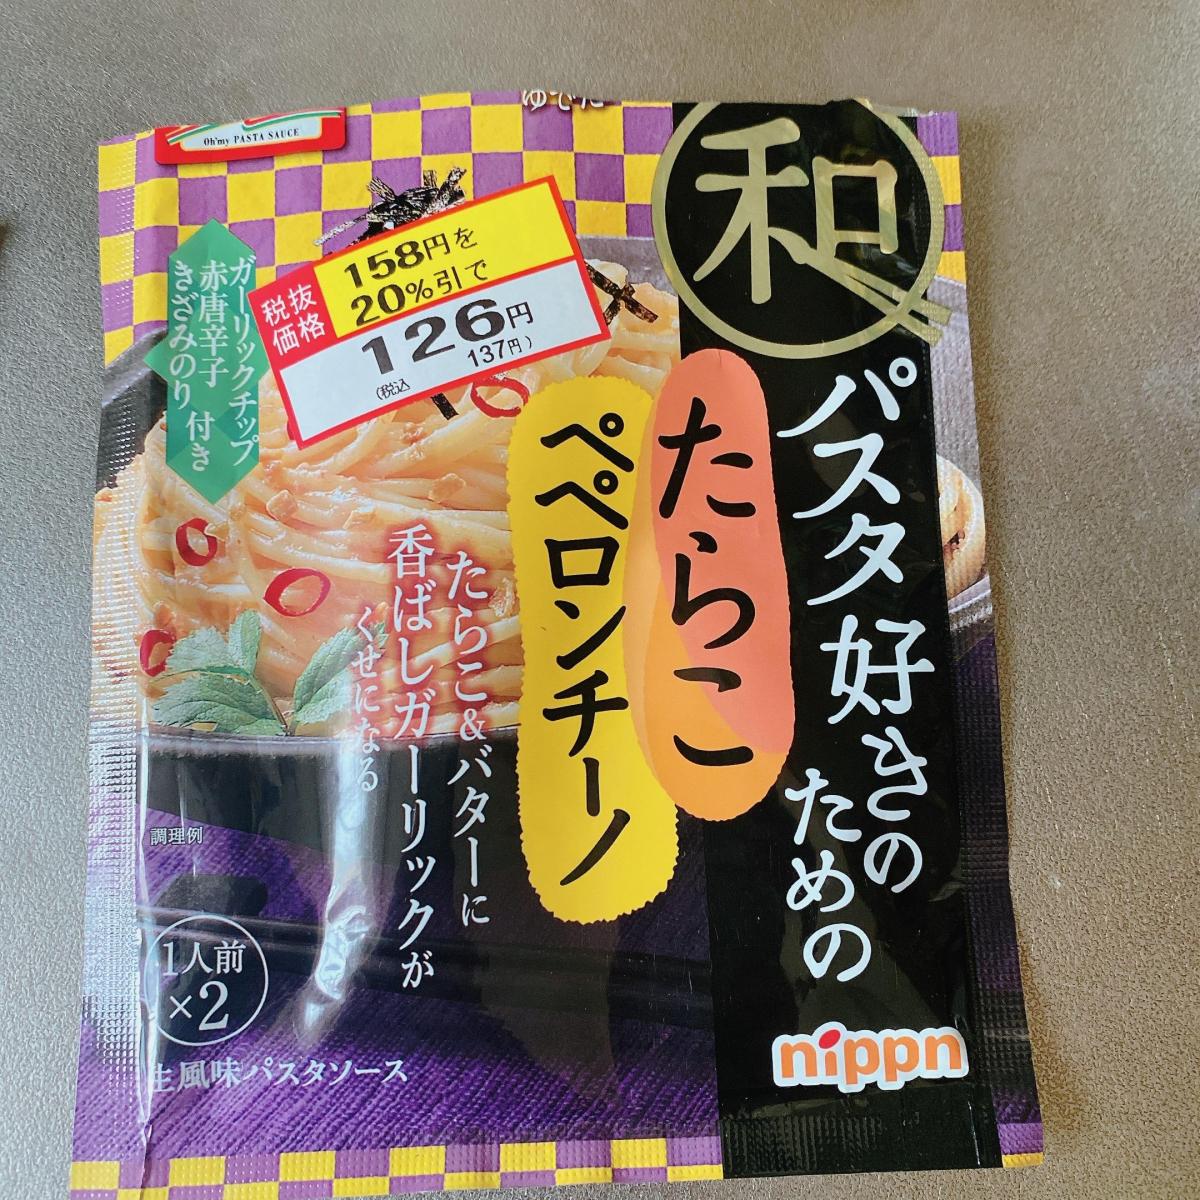 Oh'my PASTA SAUCE
和
パスタ好きの
ための
たらこ
ペペロンチーノ
158円を
20%引で
税抜
価格
126円
(税込 137円)
ガーリックチップ
赤唐辛子
きざみのり 付き
たらこ&バターに
香ばしガーリックが
くせになる
調理例
1人前
×2
生風味パスタソース
nippn